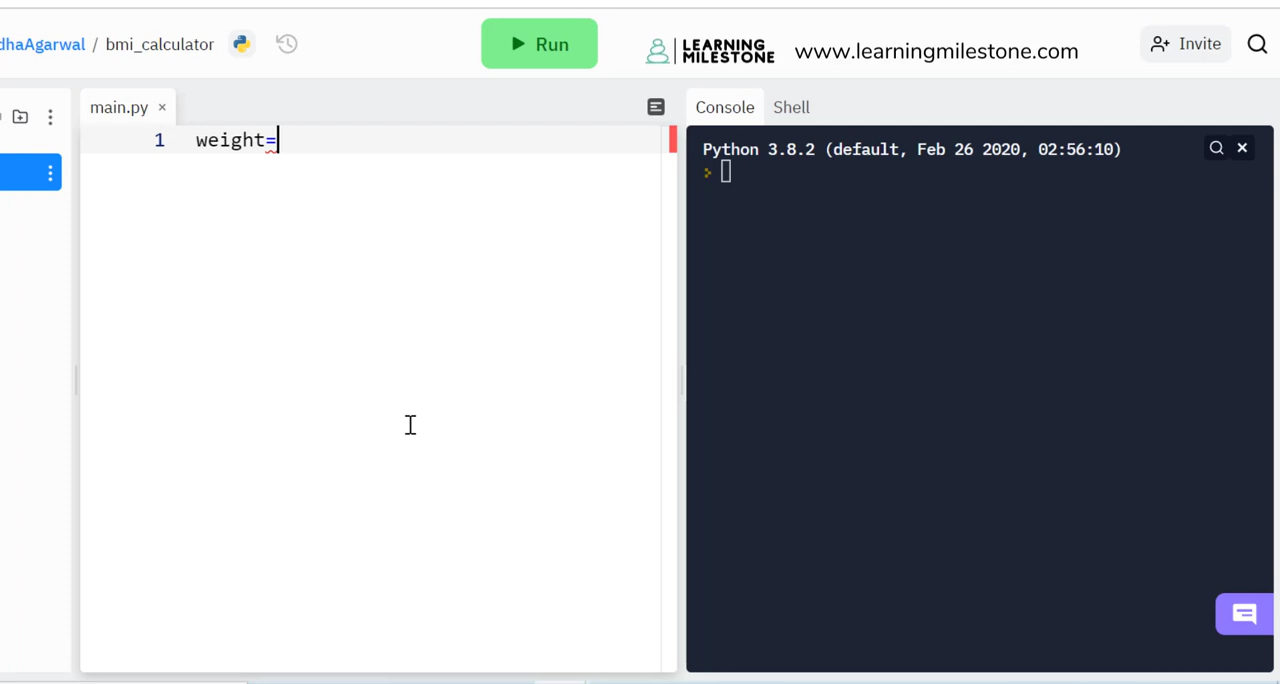 dhaAgarwal / bmi_calculator
Run
LEARNING
MILESTONE
www.learningmilestone.com
Invite
main.py ×
Console
Shell
1 weight=
Python 3.8.2 (default, Feb 26 2020, 02:56:10)